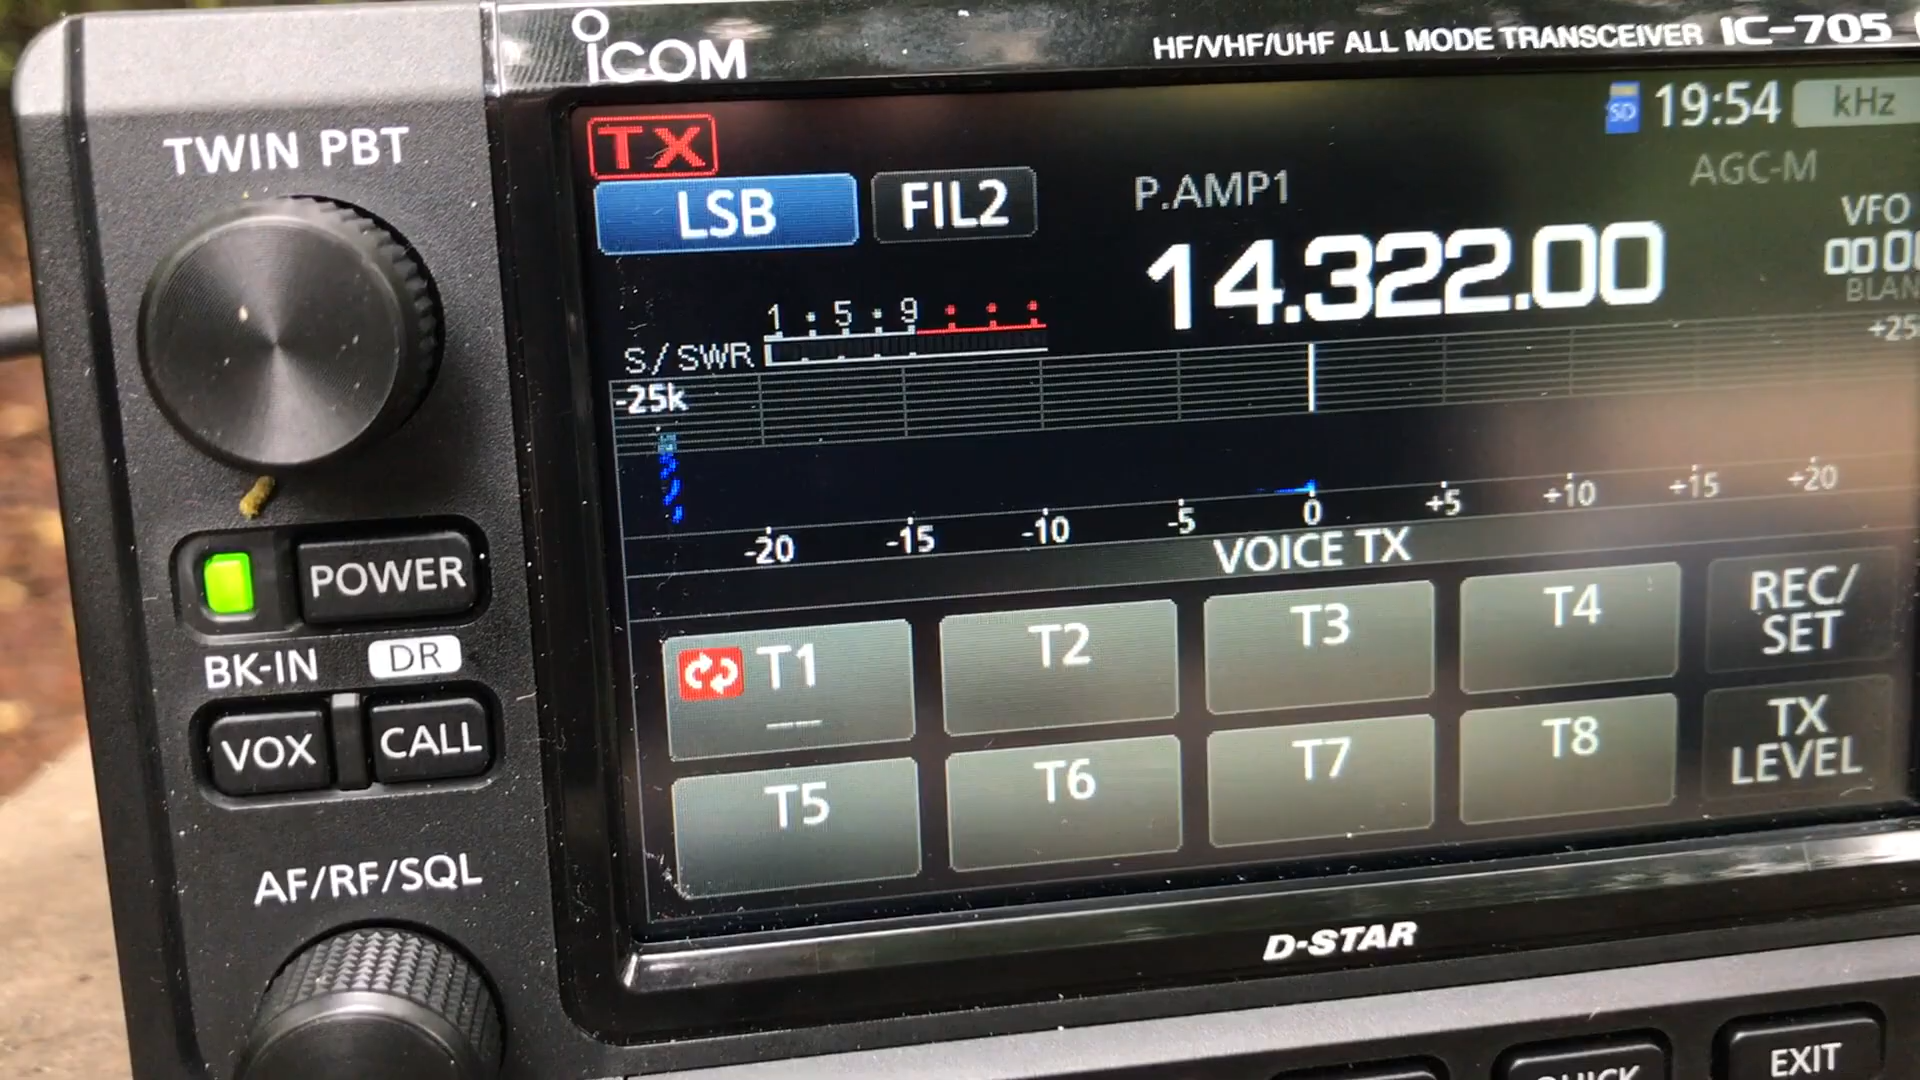 ICOM
HF/VHF/UHF ALL MODE TRANSCEIVER IC-705
TWIN PBT
TX
SD 19:54 kHz
LSB FIL2
P.AMP1
AGC-M
14.322.00
VFO
1 5 9
S/SWR
-25k
+25
-20 -15 -10 -5 0 +5 +10 +15 +20
VOICE TX
T1 T2 T3 T4
REC/
SET
T5 T6 T7 T8
TX
LEVEL
POWER
BK-IN DR
VOX CALL
AF/RF/SQL
D-STAR
QUICK EXIT